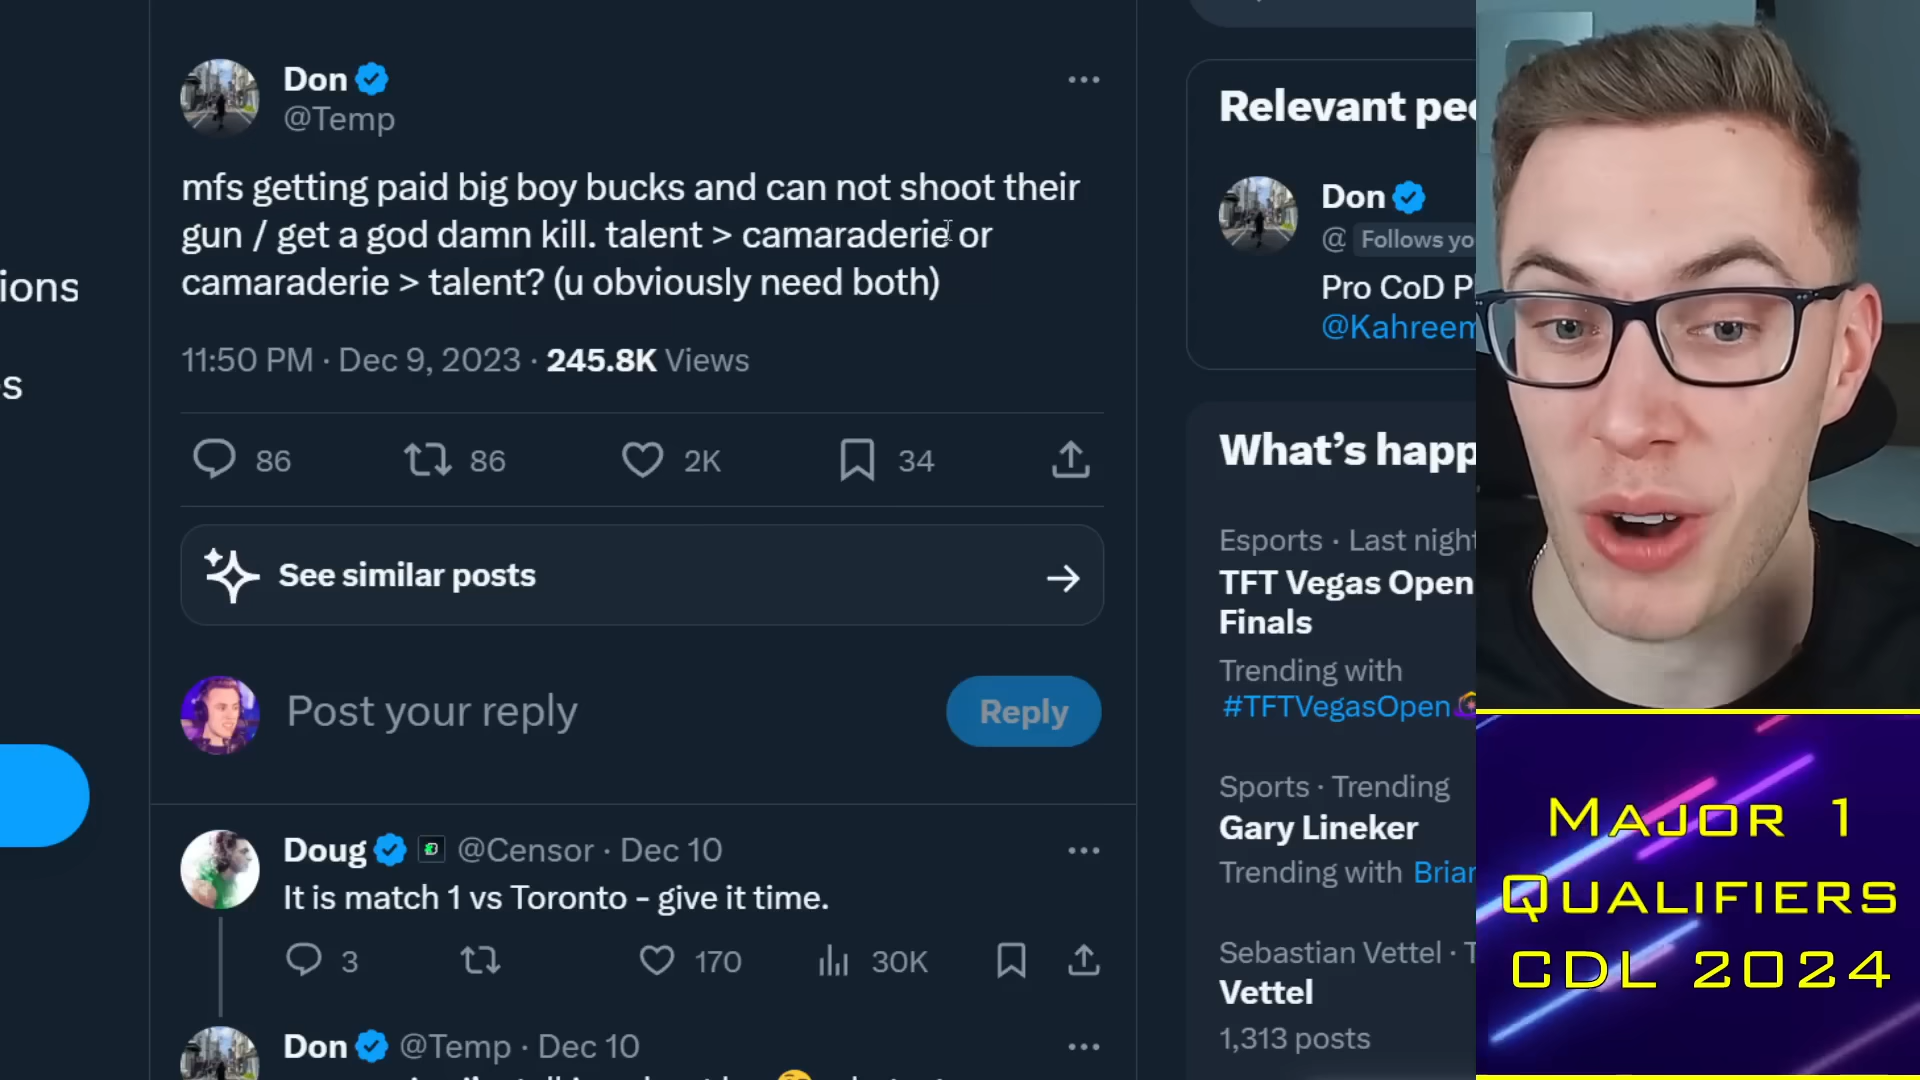 ions
s
Don
@Temp
mfs getting paid big boy bucks and can not shoot their
gun / get a god damn kill. talent > camaraderie or
camaraderie > talent? (u obviously need both)
11:50 PM · Dec 9, 2023 · 245.8K Views
86 86 2K 34
See similar posts
Post your reply
Reply
Doug @Censor · Dec 10
It is match 1 vs Toronto - give it time.
3 170 30K
Don @Temp · Dec 10
Relevant pe
Don
@ Follows yo
Pro CoD P
@Kahreem
What's happ
Esports · Last night
TFT Vegas Open
Finals
Trending with
#TFTVegasOpen
Sports · Trending
Gary Lineker
Trending with Brian
Sebastian Vettel · T
Vettel
1,313 posts
Major 1
Qualifiers
CDL 2024